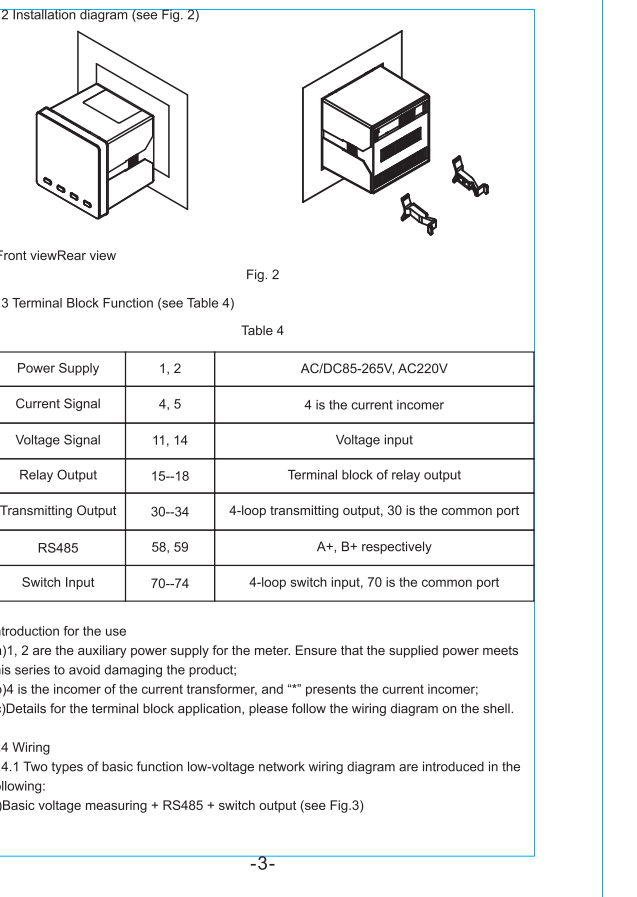 .2 Installation diagram (see Fig. 2)
Front viewRear view
Fig. 2
.3 Terminal Block Function (see Table 4)
Table 4
Power Supply 1, 2 AC/DC85-265V, AC220V
Current Signal 4, 5 4 is the current incomer
Voltage Signal 11, 14 Voltage input
Relay Output 15--18 Terminal block of relay output
Transmitting Output 30--34 4-loop transmitting output, 30 is the common port
RS485 58, 59 A+, B+ respectively
Switch Input 70--74 4-loop switch input, 70 is the common port
ntroduction for the use
)1, 2 are the auxiliary power supply for the meter. Ensure that the supplied power meets
his series to avoid damaging the product;
)4 is the incomer of the current transformer, and “*” presents the current incomer;
)Details for the terminal block application, please follow the wiring diagram on the shell.
.4 Wiring
.4.1 Two types of basic function low-voltage network wiring diagram are introduced in the
ollowing:
)Basic voltage measuring + RS485 + switch output (see Fig.3)
-3-